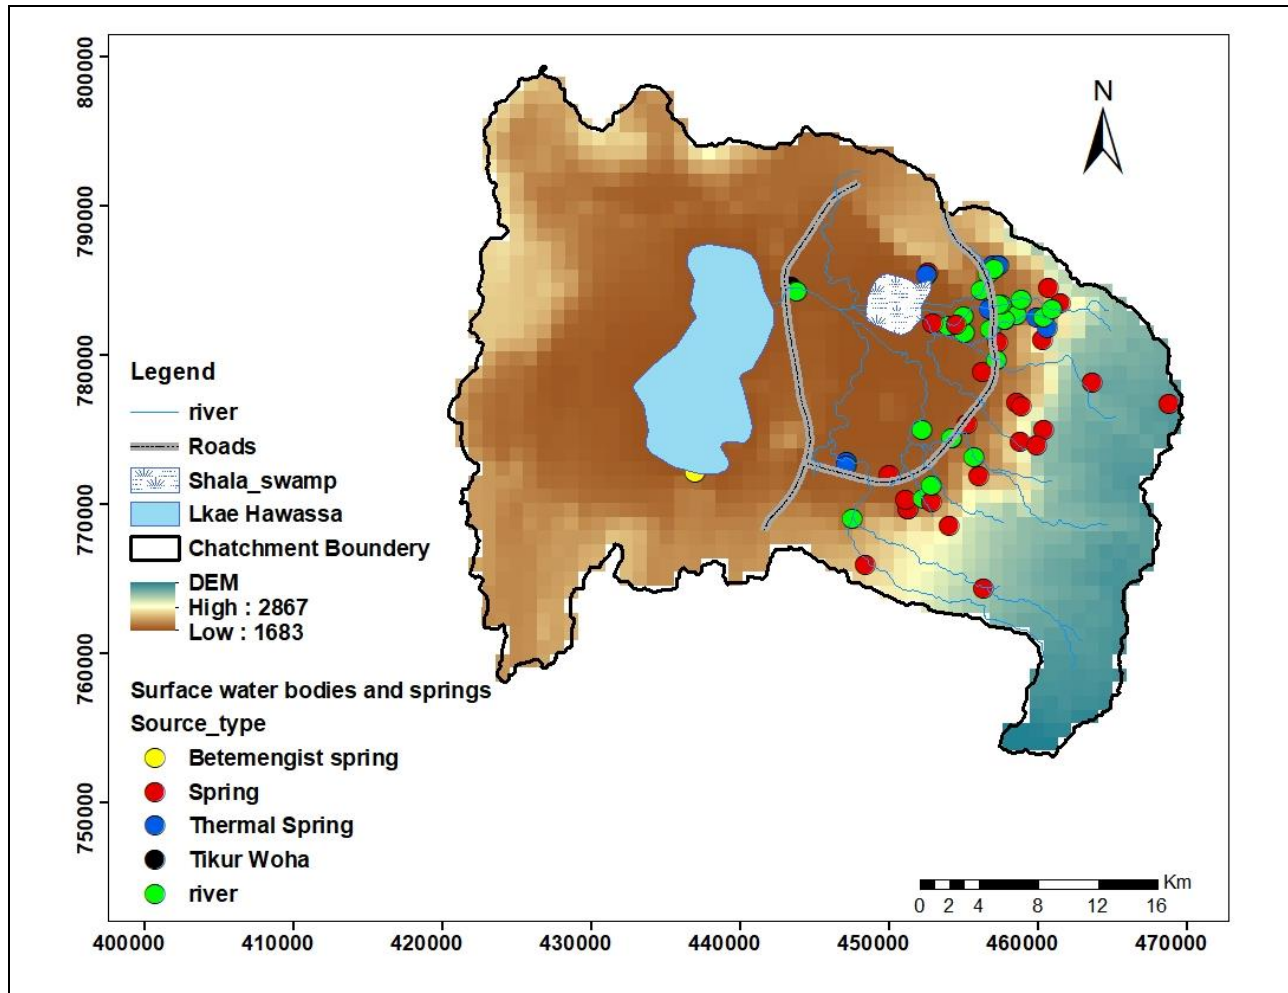 800000
790000
780000
770000
760000
750000
N
Legend
river
Roads
Shala_swamp
Lkae Hawassa
Chatchment Boundery
DEM
High : 2867
Low : 1683
Surface water bodies and springs
Source_type
Betemengist spring
Spring
Thermal Spring
Tikur Woha
river
Km
0 2 4 8 12 16
400000 410000 420000 430000 440000 450000 460000 470000